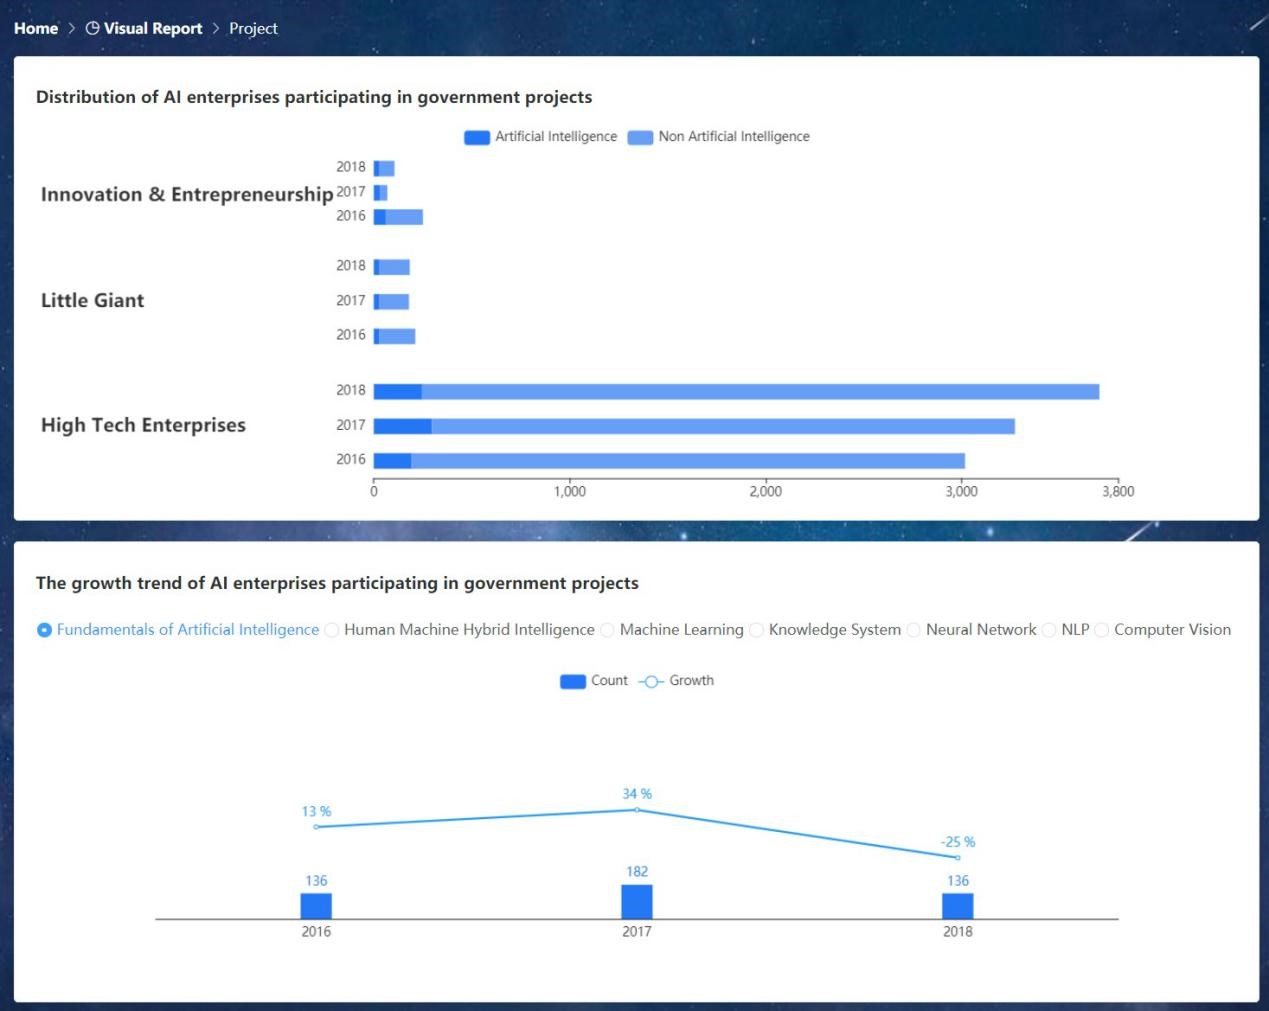 Home > Visual Report > Project
Distribution of AI enterprises participating in government projects
Artificial Intelligence Non Artificial Intelligence
Innovation & Entrepreneurship
2018
2017
2016
Little Giant
2018
2017
2016
High Tech Enterprises
2018
2017
2016
0 1,000 2,000 3,000 3,800
The growth trend of AI enterprises participating in government projects
Fundamentals of Artificial Intelligence Human Machine Hybrid Intelligence Machine Learning Knowledge System Neural Network NLP Computer Vision
Count Growth
13 % 34 % -25 %
136 182 136
2016 2017 2018